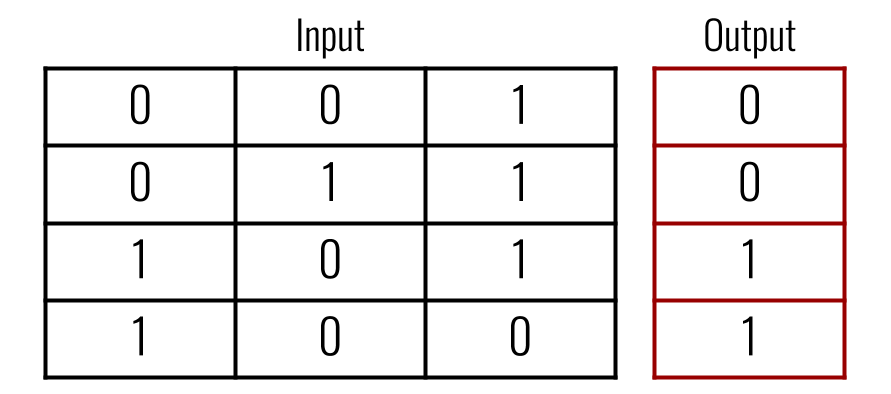 Input Output
0 0 1 0
0 1 1 0
1 0 1 1
1 0 0 1